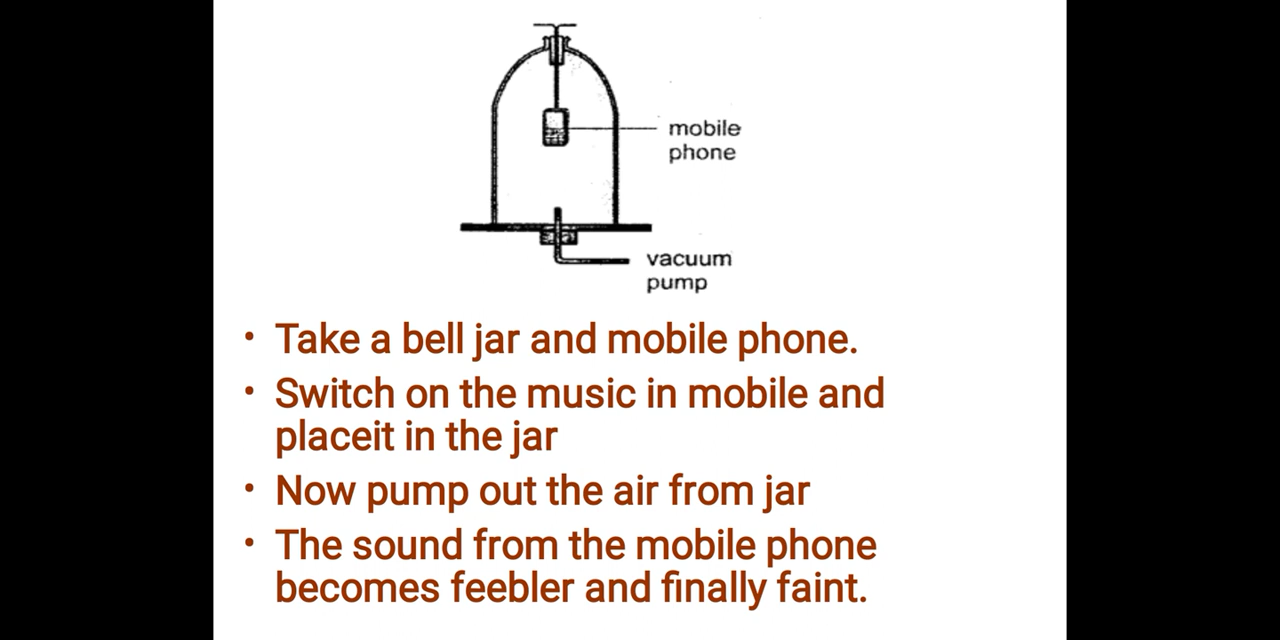 mobile
phone
vacuum
pump
• Take a bell jar and mobile phone.
• Switch on the music in mobile and
placeit in the jar
• Now pump out the air from jar
• The sound from the mobile phone
becomes feebler and finally faint.